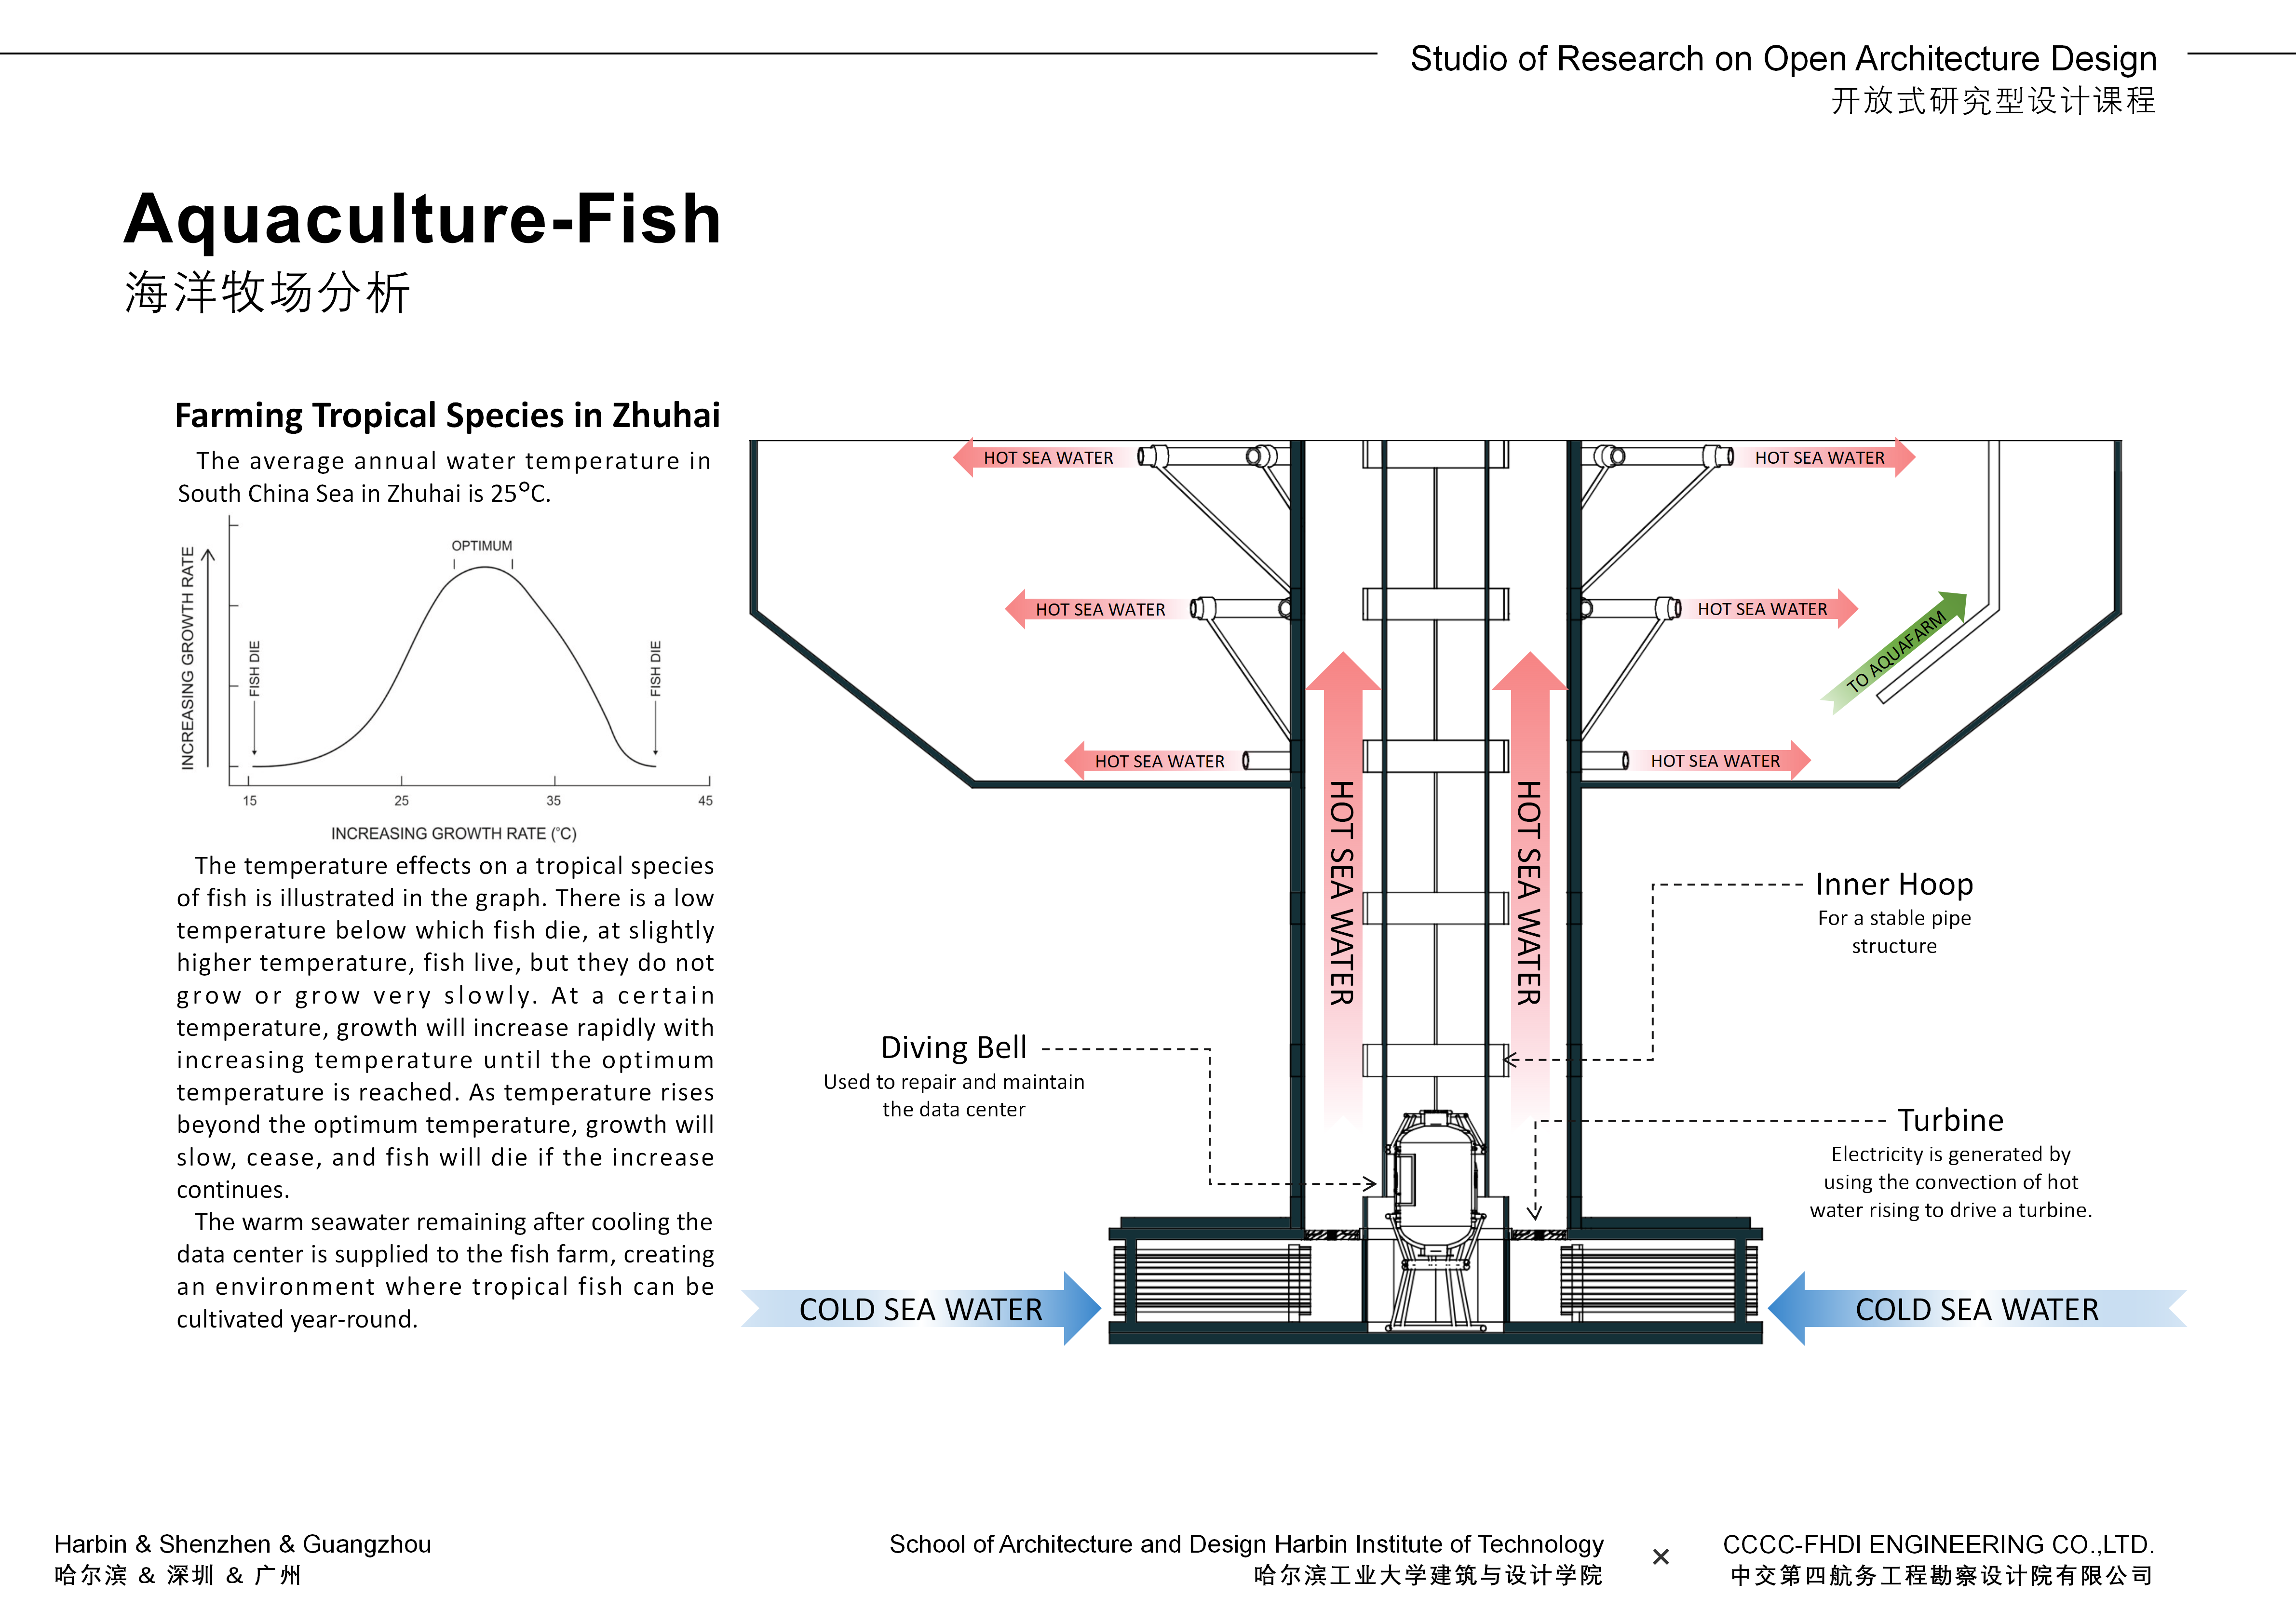 Studio of Research on Open Architecture Design
开放式研究型设计课程
Aquaculture-Fish
海洋牧场分析
Farming Tropical Species in Zhuhai
The average annual water temperature in
South China Sea in Zhuhai is 25°C.
OPTIMUM
INCREASING GROWTH RATE
FISH DIE
FISH DIE
15
25
35
45
INCREASING GROWTH RATE (°C)
The temperature effects on a tropical species
of fish is illustrated in the graph. There is a low
temperature below which fish die, at slightly
higher temperature, fish live, but they do not
grow or grow very slowly. At a certain
temperature, growth will increase rapidly with
increasing temperature until the optimum
temperature is reached. As temperature rises
beyond the optimum temperature, growth will
slow, cease, and fish will die if the increase
continues.
The warm seawater remaining after cooling the
data center is supplied to the fish farm, creating
an environment where tropical fish can be
cultivated year-round.
HOT SEA WATER
HOT SEA WATER
HOT SEA WATER
HOT SEA WATER
TO AQUAFARM
HOT SEA WATER
HOT SEA WATER
HOT SEA WATER
HOT SEA WATER
Inner Hoop
For a stable pipe
structure
Diving Bell
Used to repair and maintain
the data center
Turbine
Electricity is generated by
using the convection of hot
water rising to drive a turbine.
COLD SEA WATER
COLD SEA WATER
Harbin & Shenzhen & Guangzhou
哈尔滨 & 深圳 & 广州
School of Architecture and Design Harbin Institute of Technology
哈尔滨工业大学建筑与设计学院
×
CCCC-FHDI ENGINEERING CO.,LTD.
中交第四航务工程勘察设计院有限公司